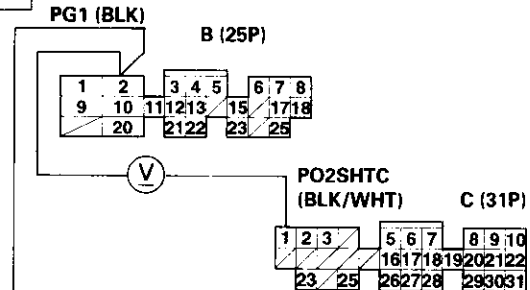 PG1 (BLK)
B (25P)
1 2 3 4 5 6 7 8
9 10 11 12 13 15 17 18
20 21 22 23 25
V
PO2SHTC
(BLK/WHT)
C (31P)
1 2 3 5 6 7 8 9 10
16 17 18 19 20 21 22
23 25 26 27 28 29 30 31